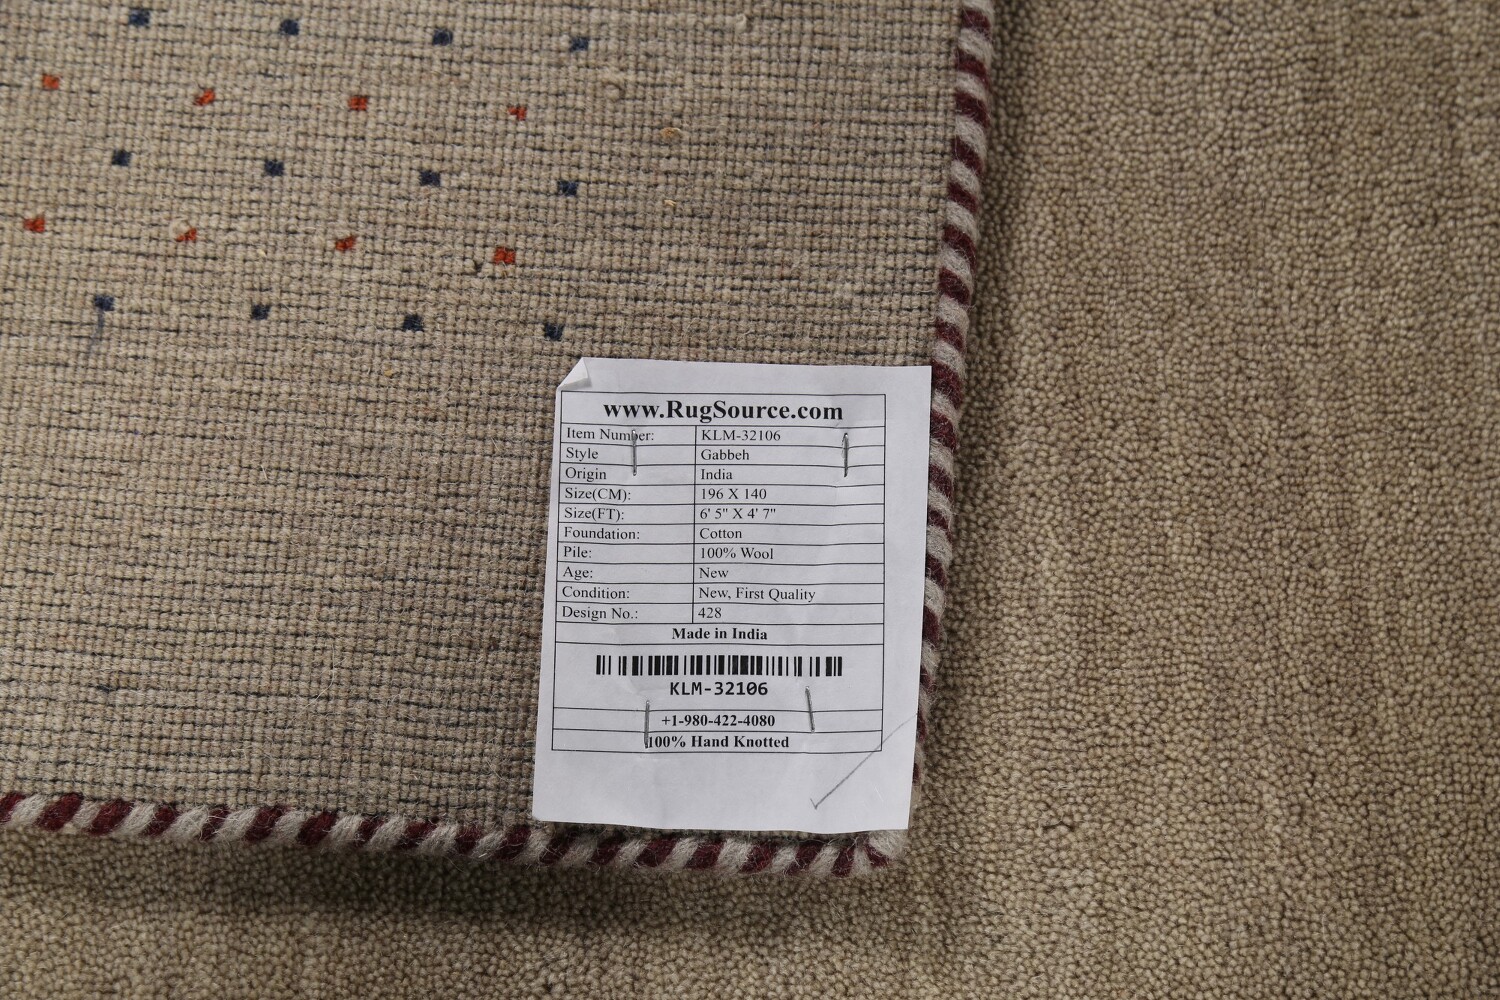 www.RugSource.com
Item Number: KLM-32106
Style Gabbeh
Origin India
Size(CM): 196 X 140
Size(FT): 6' 5" X 4' 7"
Foundation: Cotton
Pile: 100% Wool
Age: New
Condition: New, First Quality
Design No.: 428
Made in India
KLM-32106
+1-980-422-4080
100% Hand Knotted